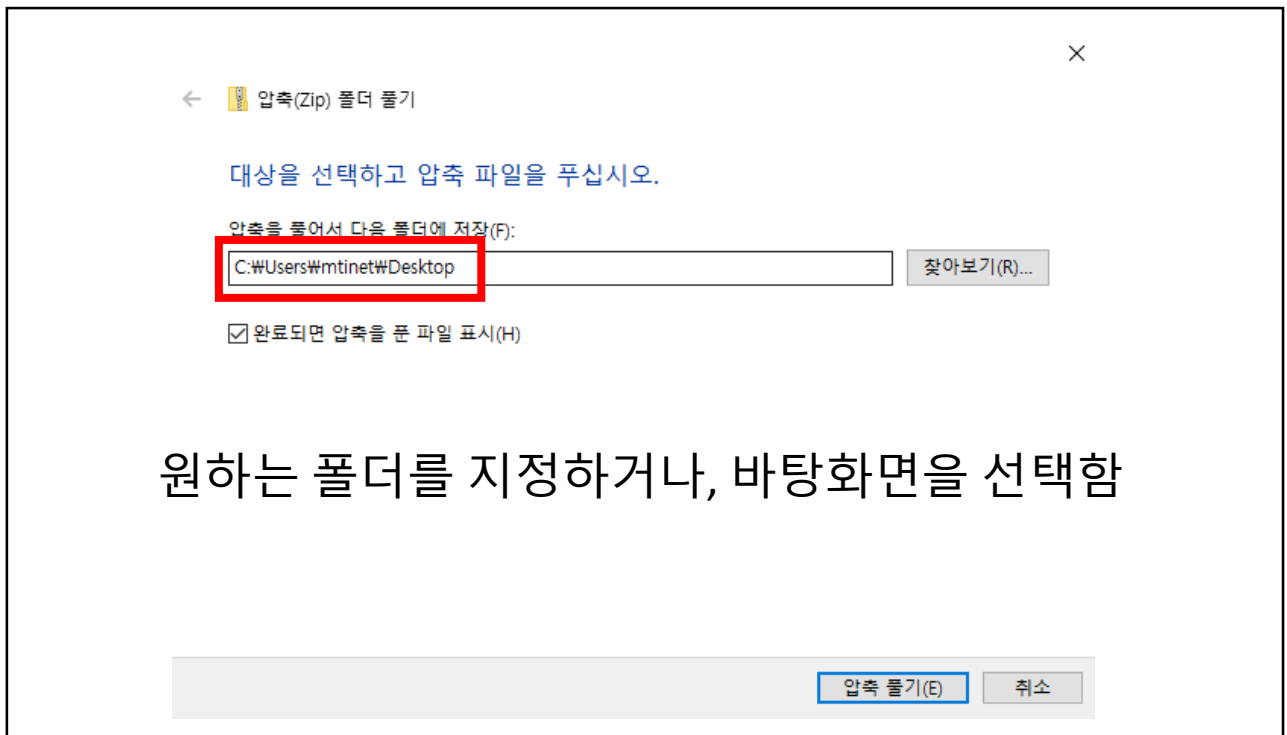 압축(Zip) 폴더 풀기
대상을 선택하고 압축 파일을 푸십시오.
압축을 풀어서 다음 폴더에 저장(F):
C:₩Users₩mtinet₩Desktop
찾아보기(R)...
완료되면 압축을 푼 파일 표시(H)
원하는 폴더를 지정하거나, 바탕화면을 선택함
압축 풀기(E)
취소